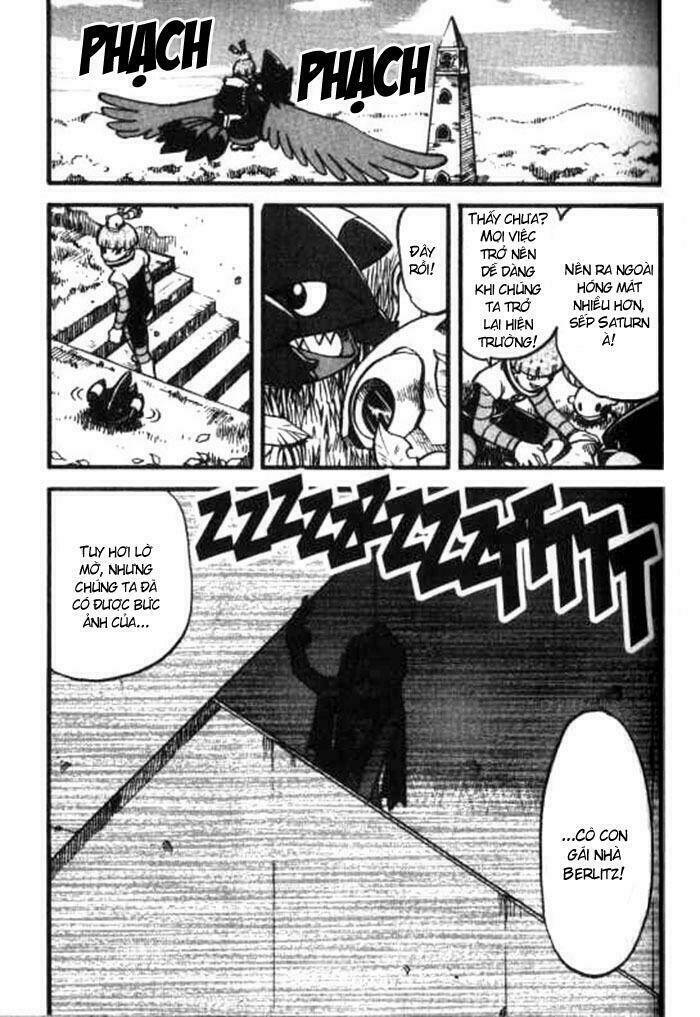 PHẠCH
PHẠCH
NÊN RA NGOÀI
HÓNG MÁT
NHIỀU HƠN,
SẾP SATURN
À!
THẤY CHƯA?
MỌI VIỆC
TRỞ NÊN
DỄ DÀNG
KHI CHÚNG
TA TRỞ
LẠI HIỆN
TRƯỜNG!
ĐÂY
RỒI!
ZZZZZZZZZTTTTT
TUY HƠI LỜ
MỜ, NHƯNG
CHÚNG TA ĐÃ
CÓ ĐƯỢC BỨC
ẢNH CỦA...
...CÔ CON
GÁI NHÀ
BERLITZ!